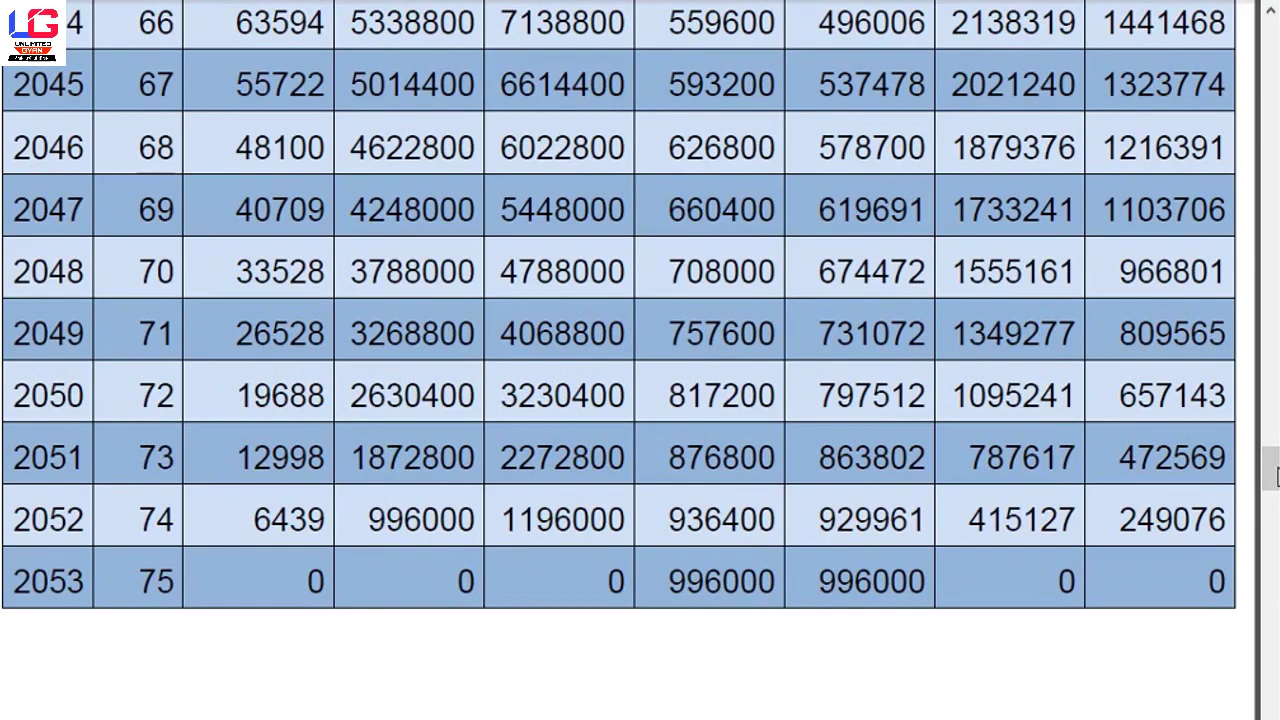 LG
UNLIMITED
GYAN
4 66 63594 5338800 7138800 559600 496006 2138319 1441468
2045 67 55722 5014400 6614400 593200 537478 2021240 1323774
2046 68 48100 4622800 6022800 626800 578700 1879376 1216391
2047 69 40709 4248000 5448000 660400 619691 1733241 1103706
2048 70 33528 3788000 4788000 708000 674472 1555161 966801
2049 71 26528 3268800 4068800 757600 731072 1349277 809565
2050 72 19688 2630400 3230400 817200 797512 1095241 657143
2051 73 12998 1872800 2272800 876800 863802 787617 472569
2052 74 6439 996000 1196000 936400 929961 415127 249076
2053 75 0 0 0 996000 996000 0 0